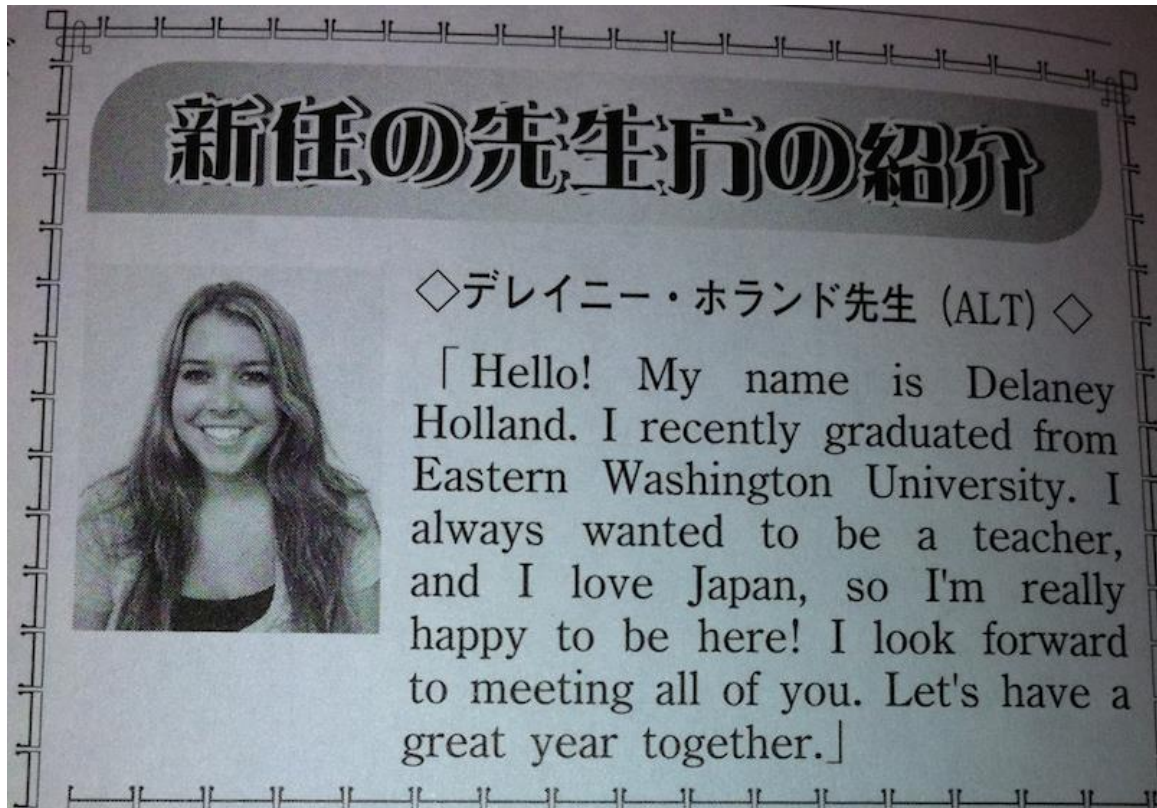 新任の先生方の紹介
◇デレイニー・ホランド先生（ALT）◇
「Hello! My name is Delaney
Holland. I recently graduated from
Eastern Washington University. I
always wanted to be a teacher,
and I love Japan, so I'm really
happy to be here! I look forward
to meeting all of you. Let's have a
great year together.」